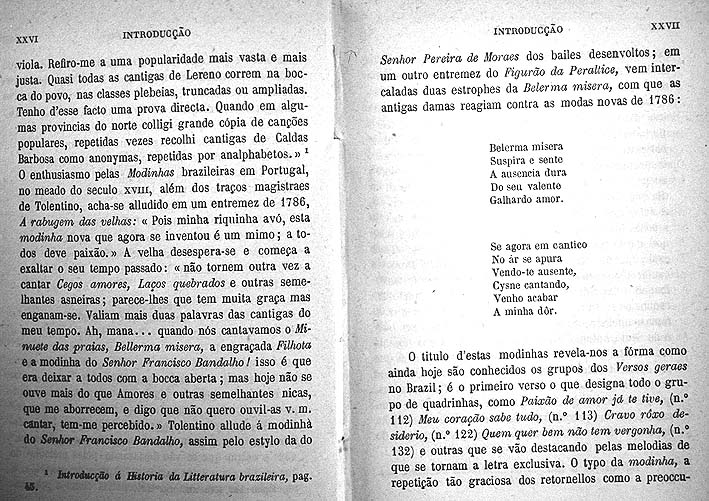 XXVI
INTRODUCÇÃO
viola. Refiro-me a uma popularidade mais vasta e mais
justa. Quasi todas as cantigas de Lereno correm na boc-
ca do povo, nas classes plebeias, truncadas ou ampliadas.
Tenho d'esse facto uma prova directa. Quando em algu-
mas provincias do norte colligi grande cópia de canções
populares, repetidas vezes recolhi cantigas de Caldas
Barbosa como anonymas, repetidas por analphabetos. » ¹
O enthusiasmo pelas Modinhas brazileiras em Portugal,
no meado do seculo XVIII, além dos traços magistraes
de Tolentino, acha-se alludido em um entremez de 1786,
A rabugem das velhas: « Pois minha riquinha avó, esta
modinha nova que agora se inventou é um mimo; a to-
dos deve paixão. » A velha desespera-se e começa a
exaltar o seu tempo passado: « não tornem outra vez a
cantar Cegos amores, Laços quebrados e outras seme-
lhantes asneiras; parece-lhes que tem muita graça mas
enganam-se. Valiam mais duas palavras das cantigas do
meu tempo. Ah, mana... quando nós cantavamos o Mi-
nuete das praias, Bellerma misera, a engraçada Filhota
e a modinha do Senhor Francisco Bandalho! isso é que
era deixar a todos com a bocca aberta; mas hoje não se
ouve mais do que Amores e outras semelhantes nicas,
que me aborrecem, e digo que não quero ouvil-as v. m.
cantar, tem-me percebido. » Tolentino allude á modinha
do Senhor Francisco Bandalho, assim pelo estylo da do
¹ Introducção á Historia da Litteratura brazileira, pag.
45.
INTRODUCÇÃO
XXVII
Senhor Pereira de Moraes dos bailes desenvoltos; em
um outro entremez do Figurão da Peraltice, vem inter-
caladas duas estrophes da Belerma misera, com que as
antigas damas reagiam contra as modas novas de 1786:
Belerma misera
Suspira e sente
A ausencia dura
Do seu valente
Galhardo amor.
Se agora em cantico
No ár se apura
Vendo-te ausente,
Cysne cantando,
Venho acabar
A minha dôr.
O titulo d'estas modinhas revela-nos a fórma como
ainda hoje são conhecidos os grupos dos Versos geraes
no Brazil; é o primeiro verso o que designa todo o gru-
po de quadrinhas, como Paixão de amor já te tive, (n.º
112) Meu coração sabe tudo, (n.º 113) Cravo rôxo de-
siderio, (n.º 122) Quem quer bem não tem vergonha, (n.º
132) e outras que se vão destacando pelas melodias de
que se tornam a letra exclusiva. O typo da modinha, a
repetição tão graciosa dos retornellos como a preoccu-